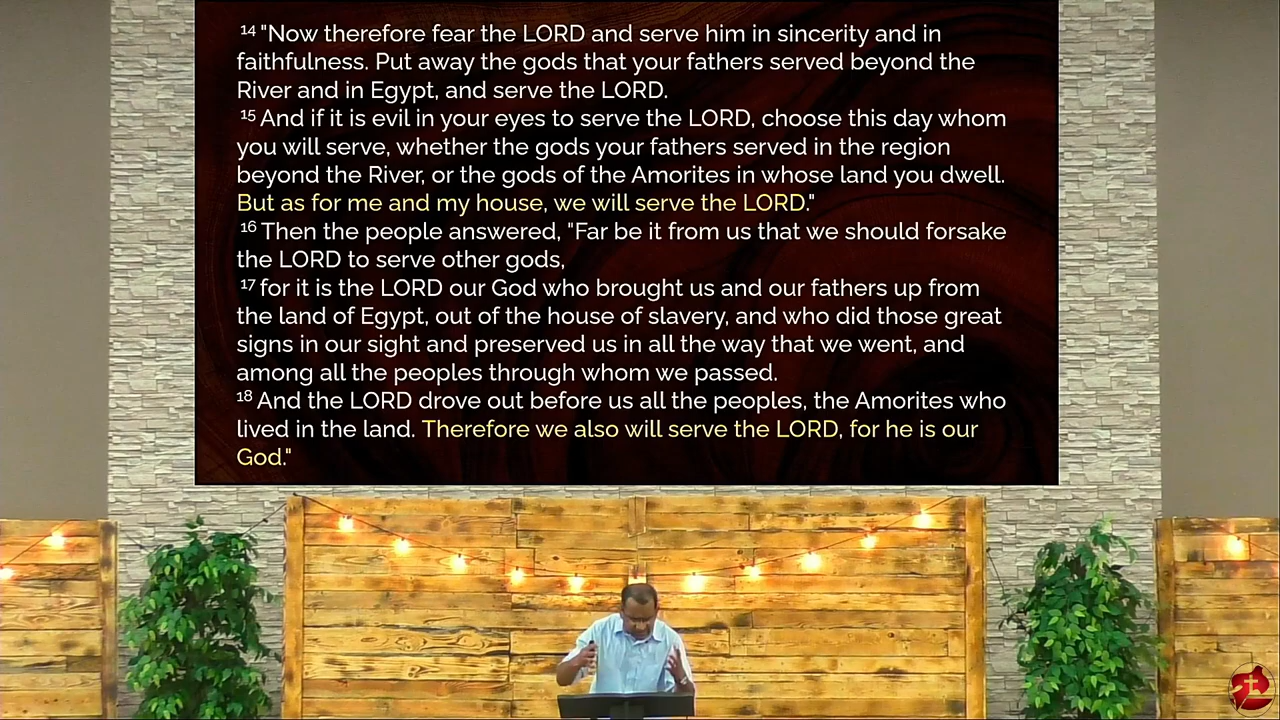 14 "Now therefore fear the LORD and serve him in sincerity and in
faithfulness. Put away the gods that your fathers served beyond the
River and in Egypt, and serve the LORD.
15 And if it is evil in your eyes to serve the LORD, choose this day whom
you will serve, whether the gods your fathers served in the region
beyond the River, or the gods of the Amorites in whose land you dwell.
But as for me and my house, we will serve the LORD."
16 Then the people answered, "Far be it from us that we should forsake
the LORD to serve other gods,
17 for it is the LORD our God who brought us and our fathers up from
the land of Egypt, out of the house of slavery, and who did those great
signs in our sight and preserved us in all the way that we went, and
among all the peoples through whom we passed.
18 And the LORD drove out before us all the peoples, the Amorites who
lived in the land. Therefore we also will serve the LORD, for he is our
God."